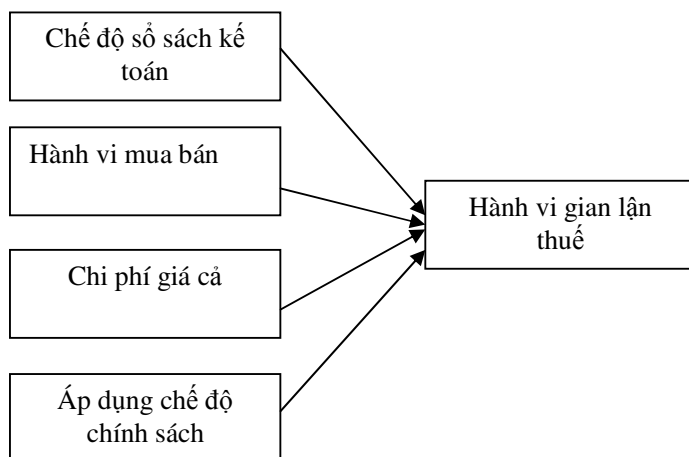 Chế độ sổ sách kế
toán
Hành vi mua bán
Hành vi gian lận
thuế
Chi phí giá cả
Áp dụng chế độ
chính sách